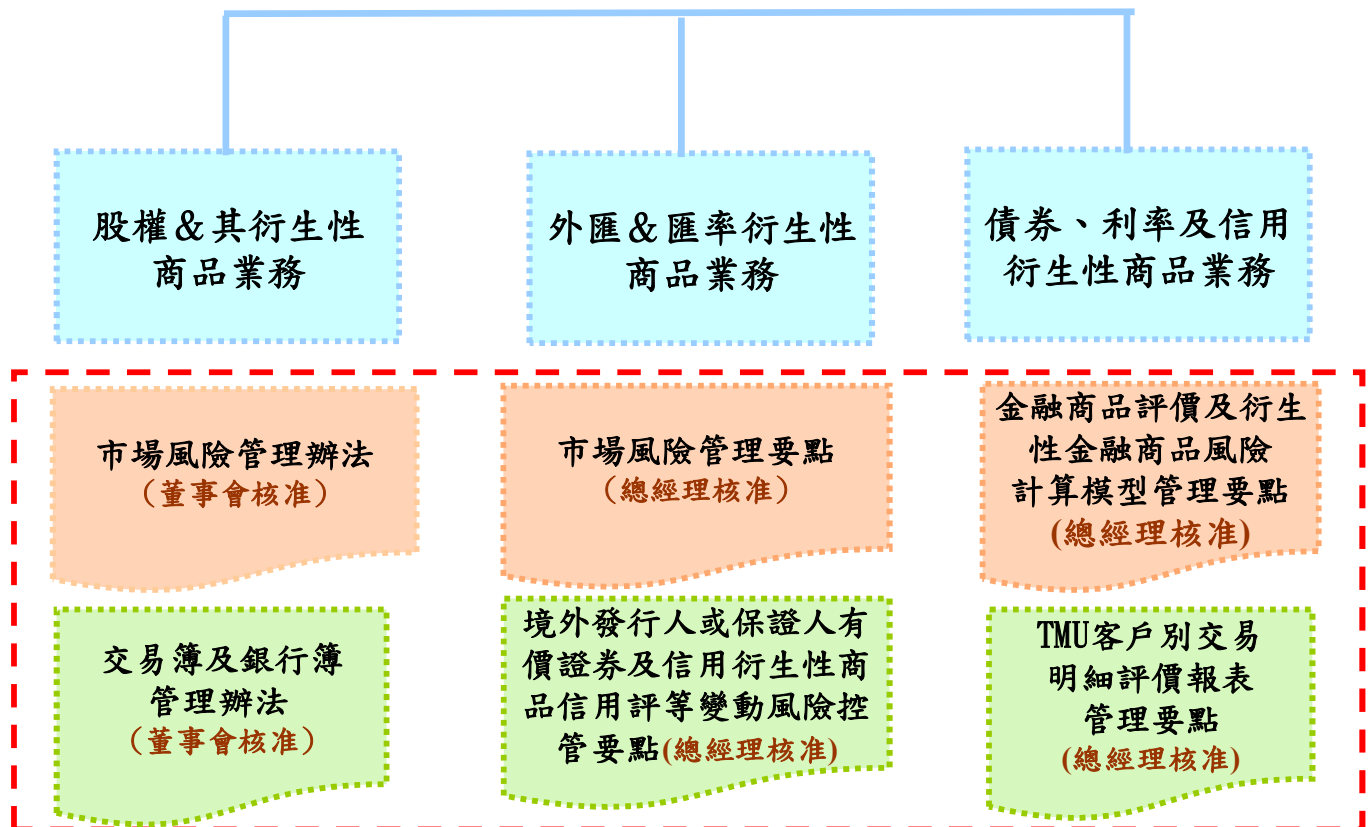 股權＆其衍生性
商品業務
外匯＆匯率衍生性
商品業務
債券、利率及信用
衍生性商品業務
市場風險管理辦法
（董事會核准）
市場風險管理要點
（總經理核准）
金融商品評價及衍生
性金融商品風險
計算模型管理要點
(總經理核准)
交易簿及銀行簿
管理辦法
（董事會核准）
境外發行人或保證人有
價證券及信用衍生性商
品信用評等變動風險控
管要點(總經理核准)
TMU客戶別交易
明細評價報表
管理要點
(總經理核准)